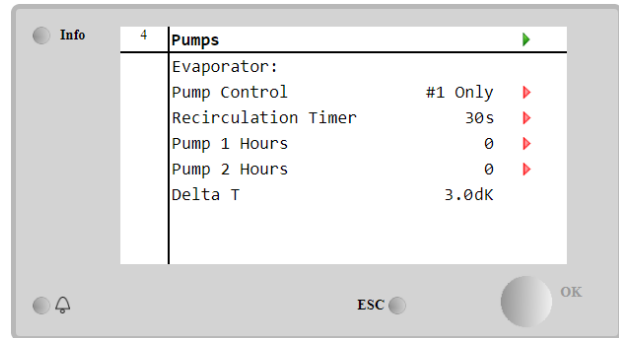 Info
4 Pumps
Evaporator:
Pump Control #1 Only
Recirculation Timer 30s
Pump 1 Hours 0
Pump 2 Hours 0
Delta T 3.0dK
ESC
OK